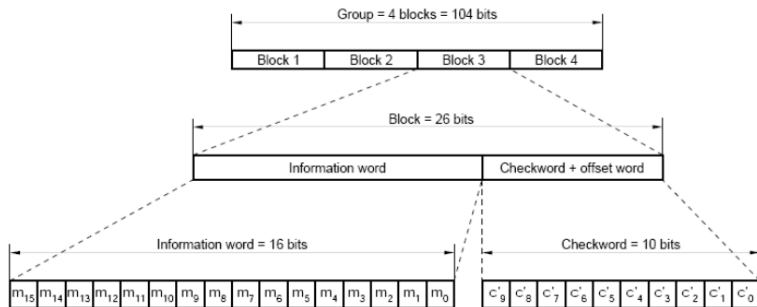 Group = 4 blocks = 104 bits
Block 1 Block 2 Block 3 Block 4
Block = 26 bits
Information word Checkword + offset word
Information word = 16 bits Checkword = 10 bits
m15 m14 m13 m12 m11 m10 m9 m8 m7 m6 m5 m4 m3 m2 m1 m0 c'9 c'8 c'7 c'6 c'5 c'4 c'3 c'2 c'1 c'0